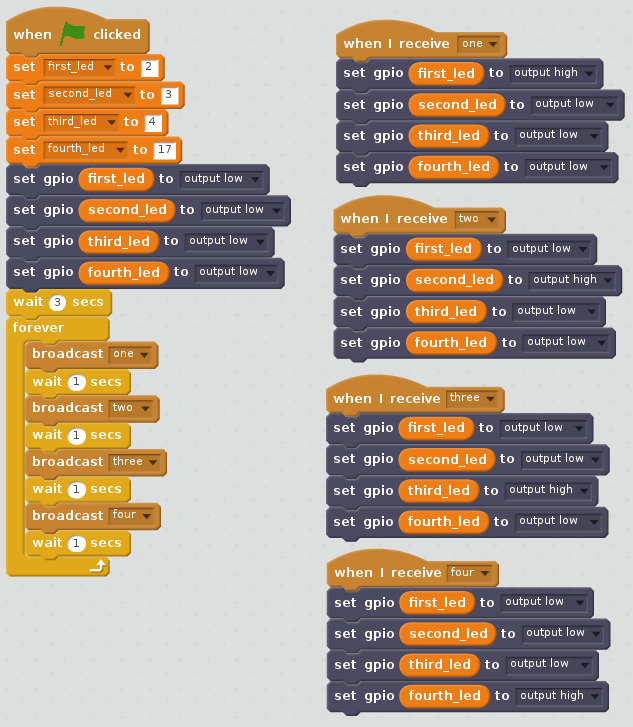 when clicked
set first_led to 2
set second_led to 3
set third_led to 4
set fourth_led to 17
set gpio first_led to output low
set gpio second_led to output low
set gpio third_led to output low
set gpio fourth_led to output low
wait 3 secs
forever
broadcast one
wait 1 secs
broadcast two
wait 1 secs
broadcast three
wait 1 secs
broadcast four
wait 1 secs
when I receive one
set gpio first_led to output high
set gpio second_led to output low
set gpio third_led to output low
set gpio fourth_led to output low
when I receive two
set gpio first_led to output low
set gpio second_led to output high
set gpio third_led to output low
set gpio fourth_led to output low
when I receive three
set gpio first_led to output low
set gpio second_led to output low
set gpio third_led to output high
set gpio fourth_led to output low
when I receive four
set gpio first_led to output low
set gpio second_led to output low
set gpio third_led to output low
set gpio fourth_led to output high